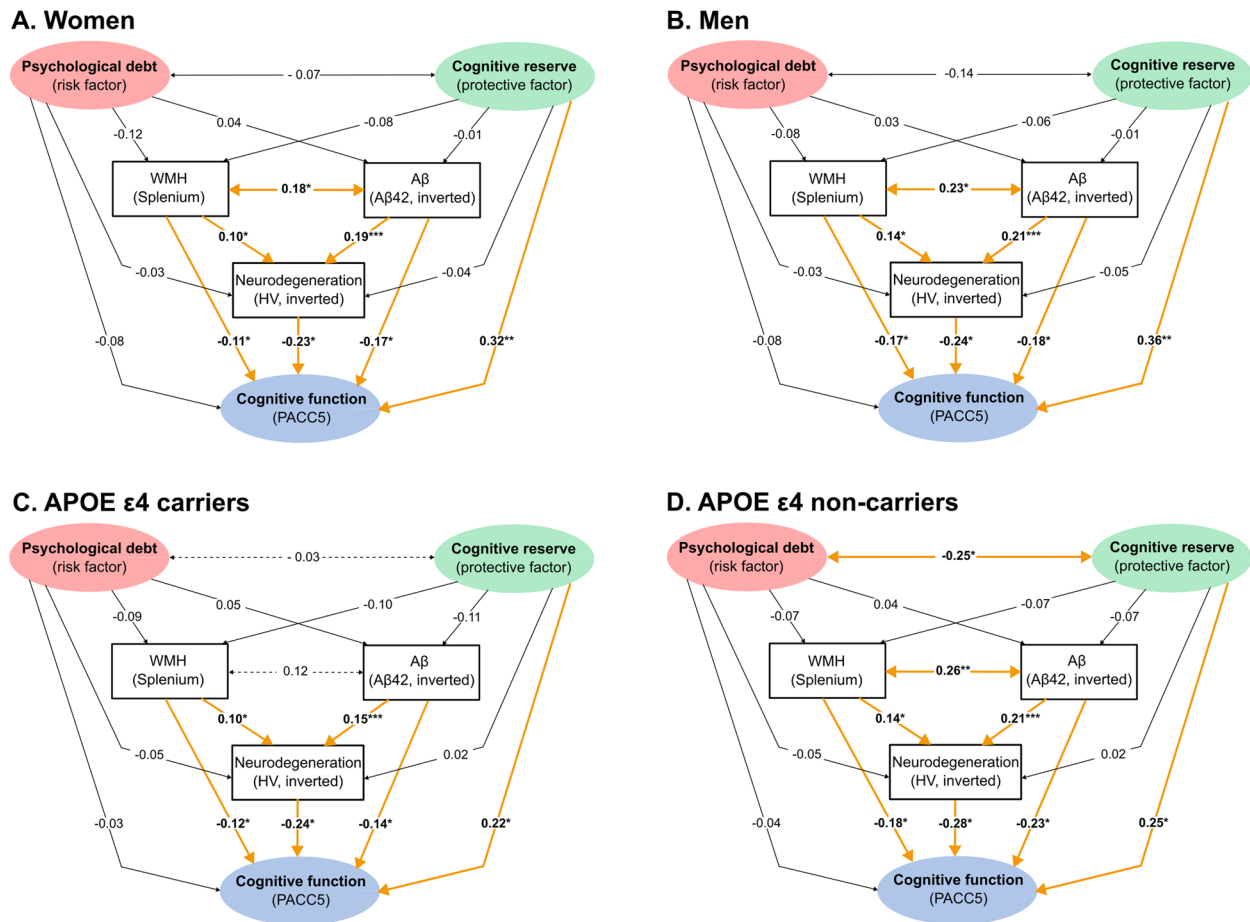 A. Women
Psychological debt
(risk factor)
Cognitive reserve
(protective factor)
- 0.07
-0.12
0.04
-0.08
-0.01
WMH
(Splenium)
0.18*
Aβ
(Aβ42, inverted)
0.10*
0.19***
-0.03
Neurodegeneration
(HV, inverted)
-0.04
-0.08
-0.11*
-0.23*
-0.17*
0.32**
Cognitive function
(PACC5)
B. Men
Psychological debt
(risk factor)
Cognitive reserve
(protective factor)
-0.14
-0.08
0.03
-0.06
-0.01
WMH
(Splenium)
0.23*
Aβ
(Aβ42, inverted)
0.14*
0.21***
-0.03
Neurodegeneration
(HV, inverted)
-0.05
-0.08
-0.17*
-0.24*
-0.18*
0.36**
Cognitive function
(PACC5)
C. APOE ε4 carriers
Psychological debt
(risk factor)
Cognitive reserve
(protective factor)
- 0.03
-0.09
0.05
-0.10
-0.11
WMH
(Splenium)
0.12
Aβ
(Aβ42, inverted)
0.10*
0.15***
-0.05
Neurodegeneration
(HV, inverted)
0.02
-0.03
-0.12*
-0.24*
-0.14*
0.22*
Cognitive function
(PACC5)
D. APOE ε4 non-carriers
Psychological debt
(risk factor)
Cognitive reserve
(protective factor)
-0.25*
-0.07
0.04
-0.07
-0.07
WMH
(Splenium)
0.26**
Aβ
(Aβ42, inverted)
0.14*
0.21***
-0.05
Neurodegeneration
(HV, inverted)
0.02
-0.04
-0.18*
-0.28*
-0.23*
0.25*
Cognitive function
(PACC5)